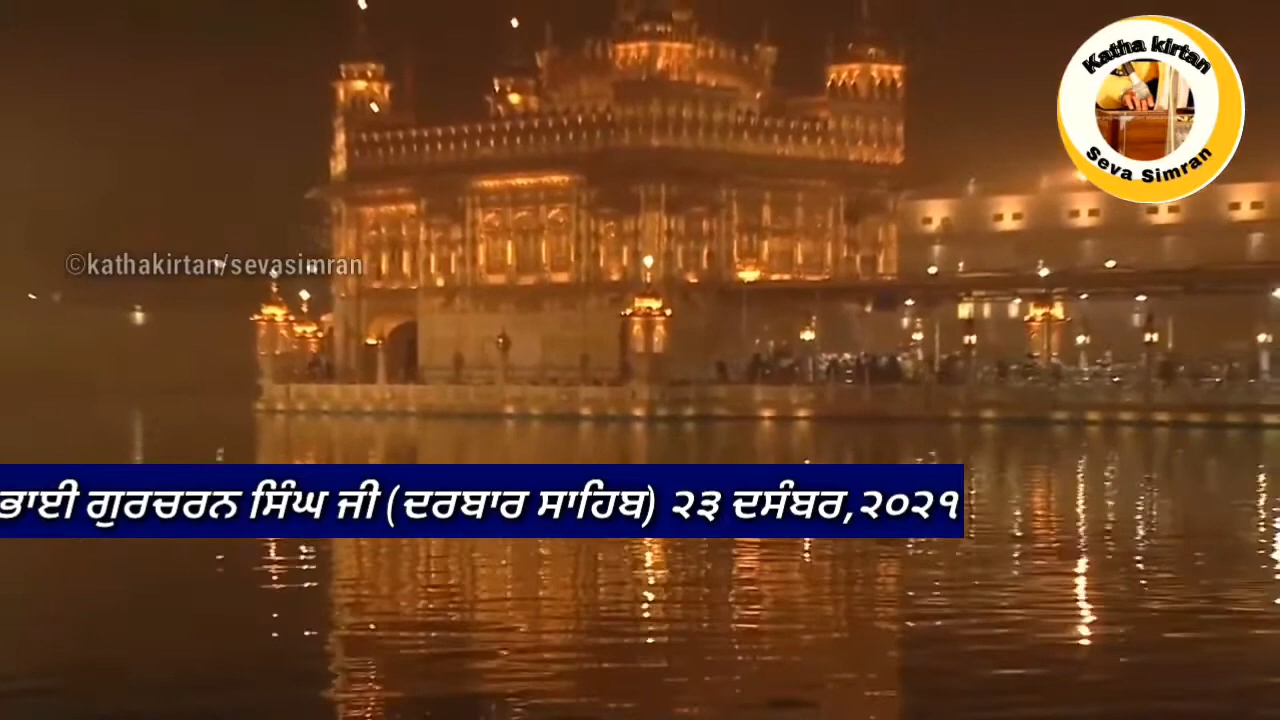 Katha kirtan
Seva Simran
©kathakirtan/sevasimran
ਭਾਈ ਗੁਰਚਰਨ ਸਿੰਘ ਜੀ (ਦਰਬਾਰ ਸਾਹਿਬ) ੨੩ ਦਸੰਬਰ,੨੦੨੧